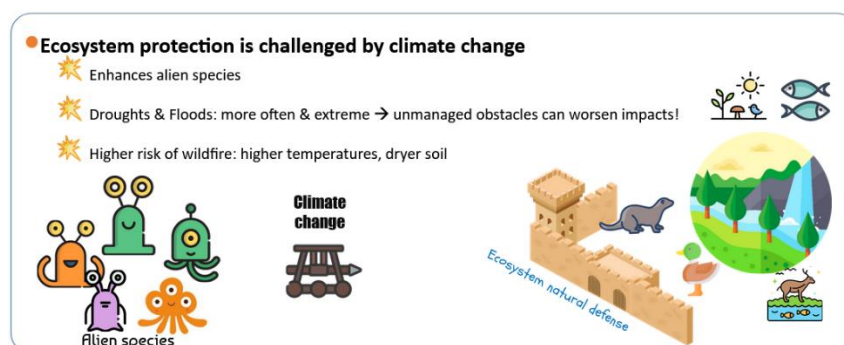 Ecosystem protection is challenged by climate change
Enhances alien species
Droughts & Floods: more often & extreme → unmanaged obstacles can worsen impacts!
Higher risk of wildfire: higher temperatures, dryer soil
Climate
change
Ecosystem natural defense
Alien species